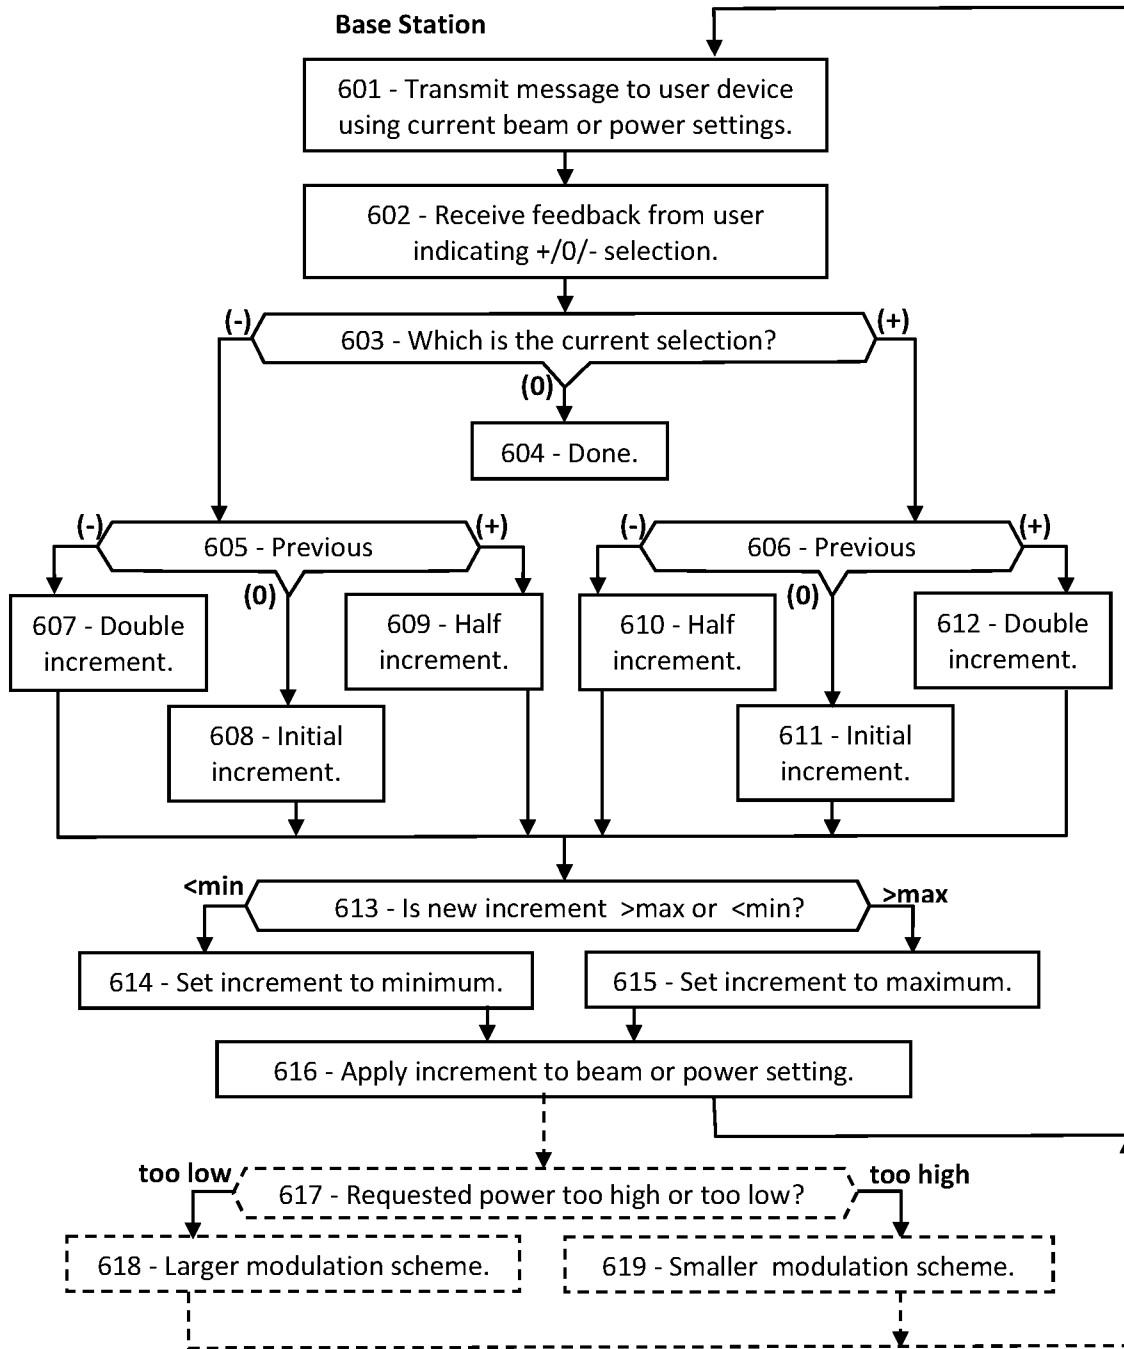 Base Station
601 - Transmit message to user device
using current beam or power settings.
602 - Receive feedback from user
indicating +/0/- selection.
(-)
603 - Which is the current selection?
(+)
(0)
604 - Done.
(-)
605 - Previous
(+)
(0)
(-)
606 - Previous
(+)
(0)
607 - Double
increment.
609 - Half
increment.
610 - Half
increment.
612 - Double
increment.
608 - Initial
increment.
611 - Initial
increment.
<min
613 - Is new increment >max or <min?
>max
614 - Set increment to minimum.
615 - Set increment to maximum.
616 - Apply increment to beam or power setting.
too low
617 - Requested power too high or too low?
too high
618 - Larger modulation scheme.
619 - Smaller modulation scheme.